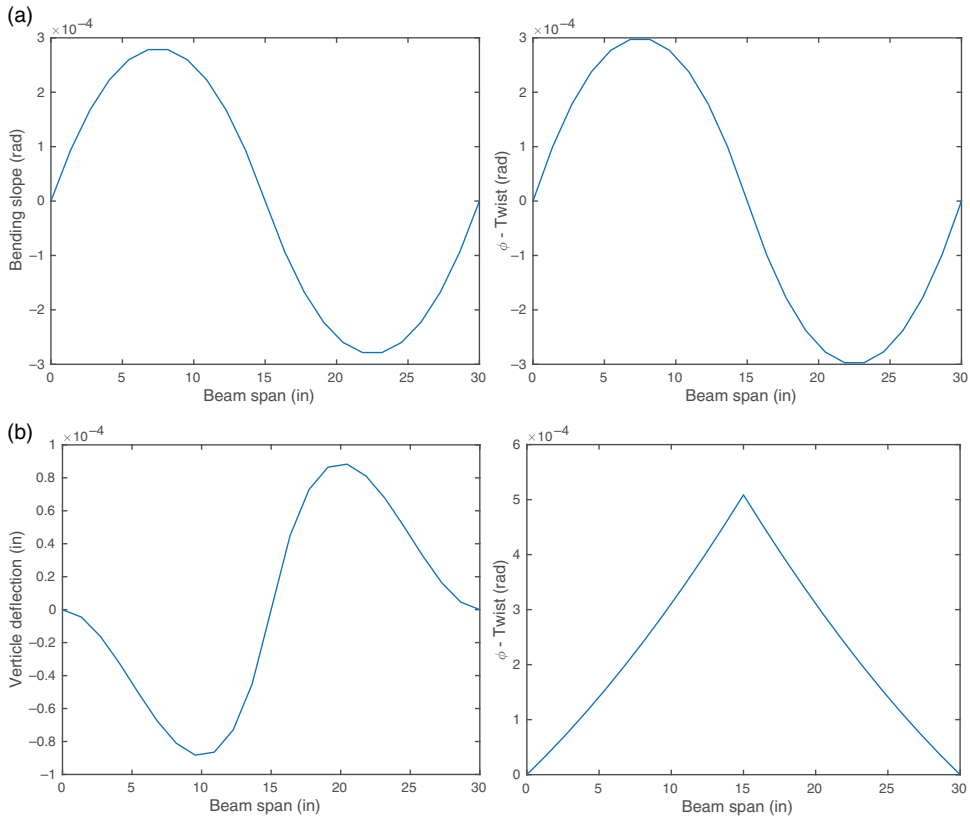 (a)
×10⁻⁴
3
2
1
0
−1
−2
−3
0 5 10 15 20 25 30
Bending slope (rad)
Beam span (in)
×10⁻⁴
3
2
1
0
−1
−2
−3
0 5 10 15 20 25 30
ϕ - Twist (rad)
Beam span (in)
(b)
×10⁻⁴
1
0.8
0.6
0.4
0.2
0
−0.2
−0.4
−0.6
−0.8
−1
0 5 10 15 20 25 30
Verticle deflection (in)
Beam span (in)
×10⁻⁴
6
5
4
3
2
1
0
0 5 10 15 20 25 30
ϕ - Twist (rad)
Beam span (in)